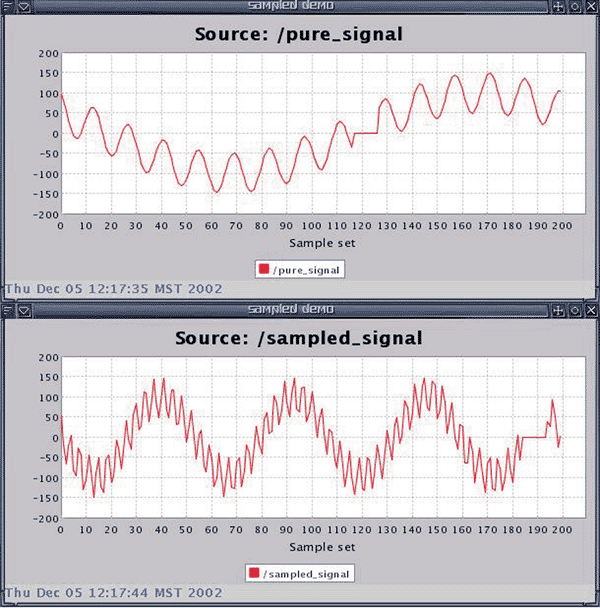 sampled demo
Source: /pure_signal
200
150
100
50
0
-50
-100
-150
-200
0 10 20 30 40 50 60 70 80 90 100 110 120 130 140 150 160 170 180 190 200
Sample set
/pure_signal
Thu Dec 05 12:17:35 MST 2002
sampled demo
Source: /sampled_signal
200
150
100
50
0
-50
-100
-150
-200
0 10 20 30 40 50 60 70 80 90 100 110 120 130 140 150 160 170 180 190 200
Sample set
/sampled_signal
Thu Dec 05 12:17:44 MST 2002